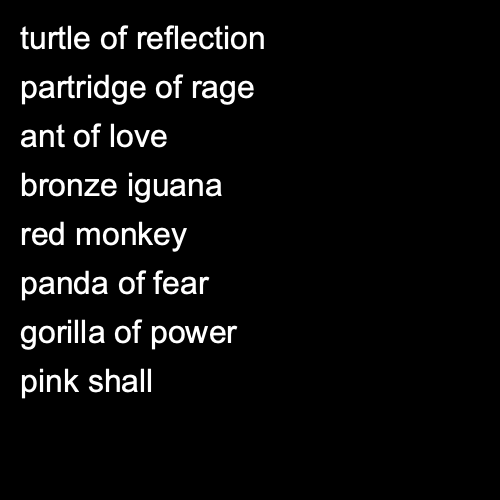 turtle of reflection
partridge of rage
ant of love
bronze iguana
red monkey
panda of fear
gorilla of power
pink shall